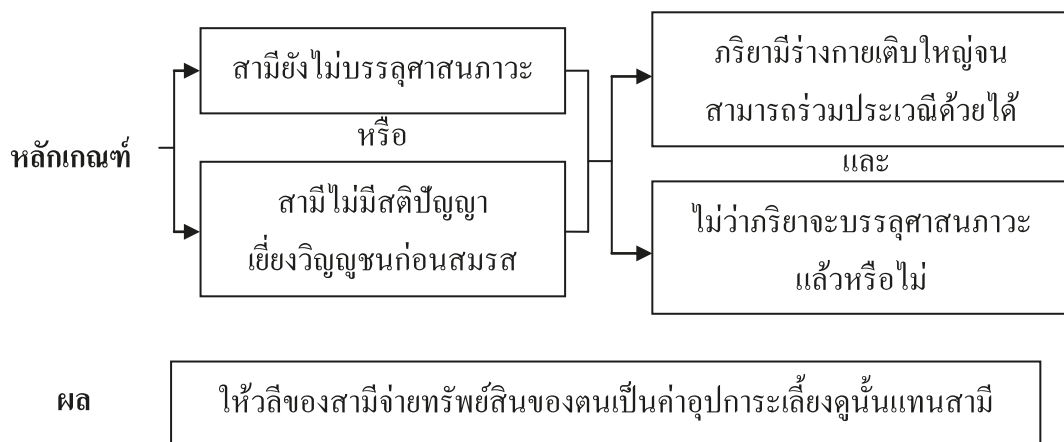 หลักเกณฑ์
สามียังไม่บรรลุศาสนภาวะ
หรือ
สามีไม่มีสติปัญญา
เยี่ยงวิญญูชนก่อนสมรส
ภริยามีร่างกายเติบใหญ่จน
สามารถร่วมประเวณีด้วยได้
และ
ไม่ว่าภริยาจะบรรลุศาสนภาวะ
แล้วหรือไม่
ผล
ให้วลีของสามีจ่ายทรัพย์สินของตนเป็นค่าอุปการะเลี้ยงดูนั้นแทนสามี